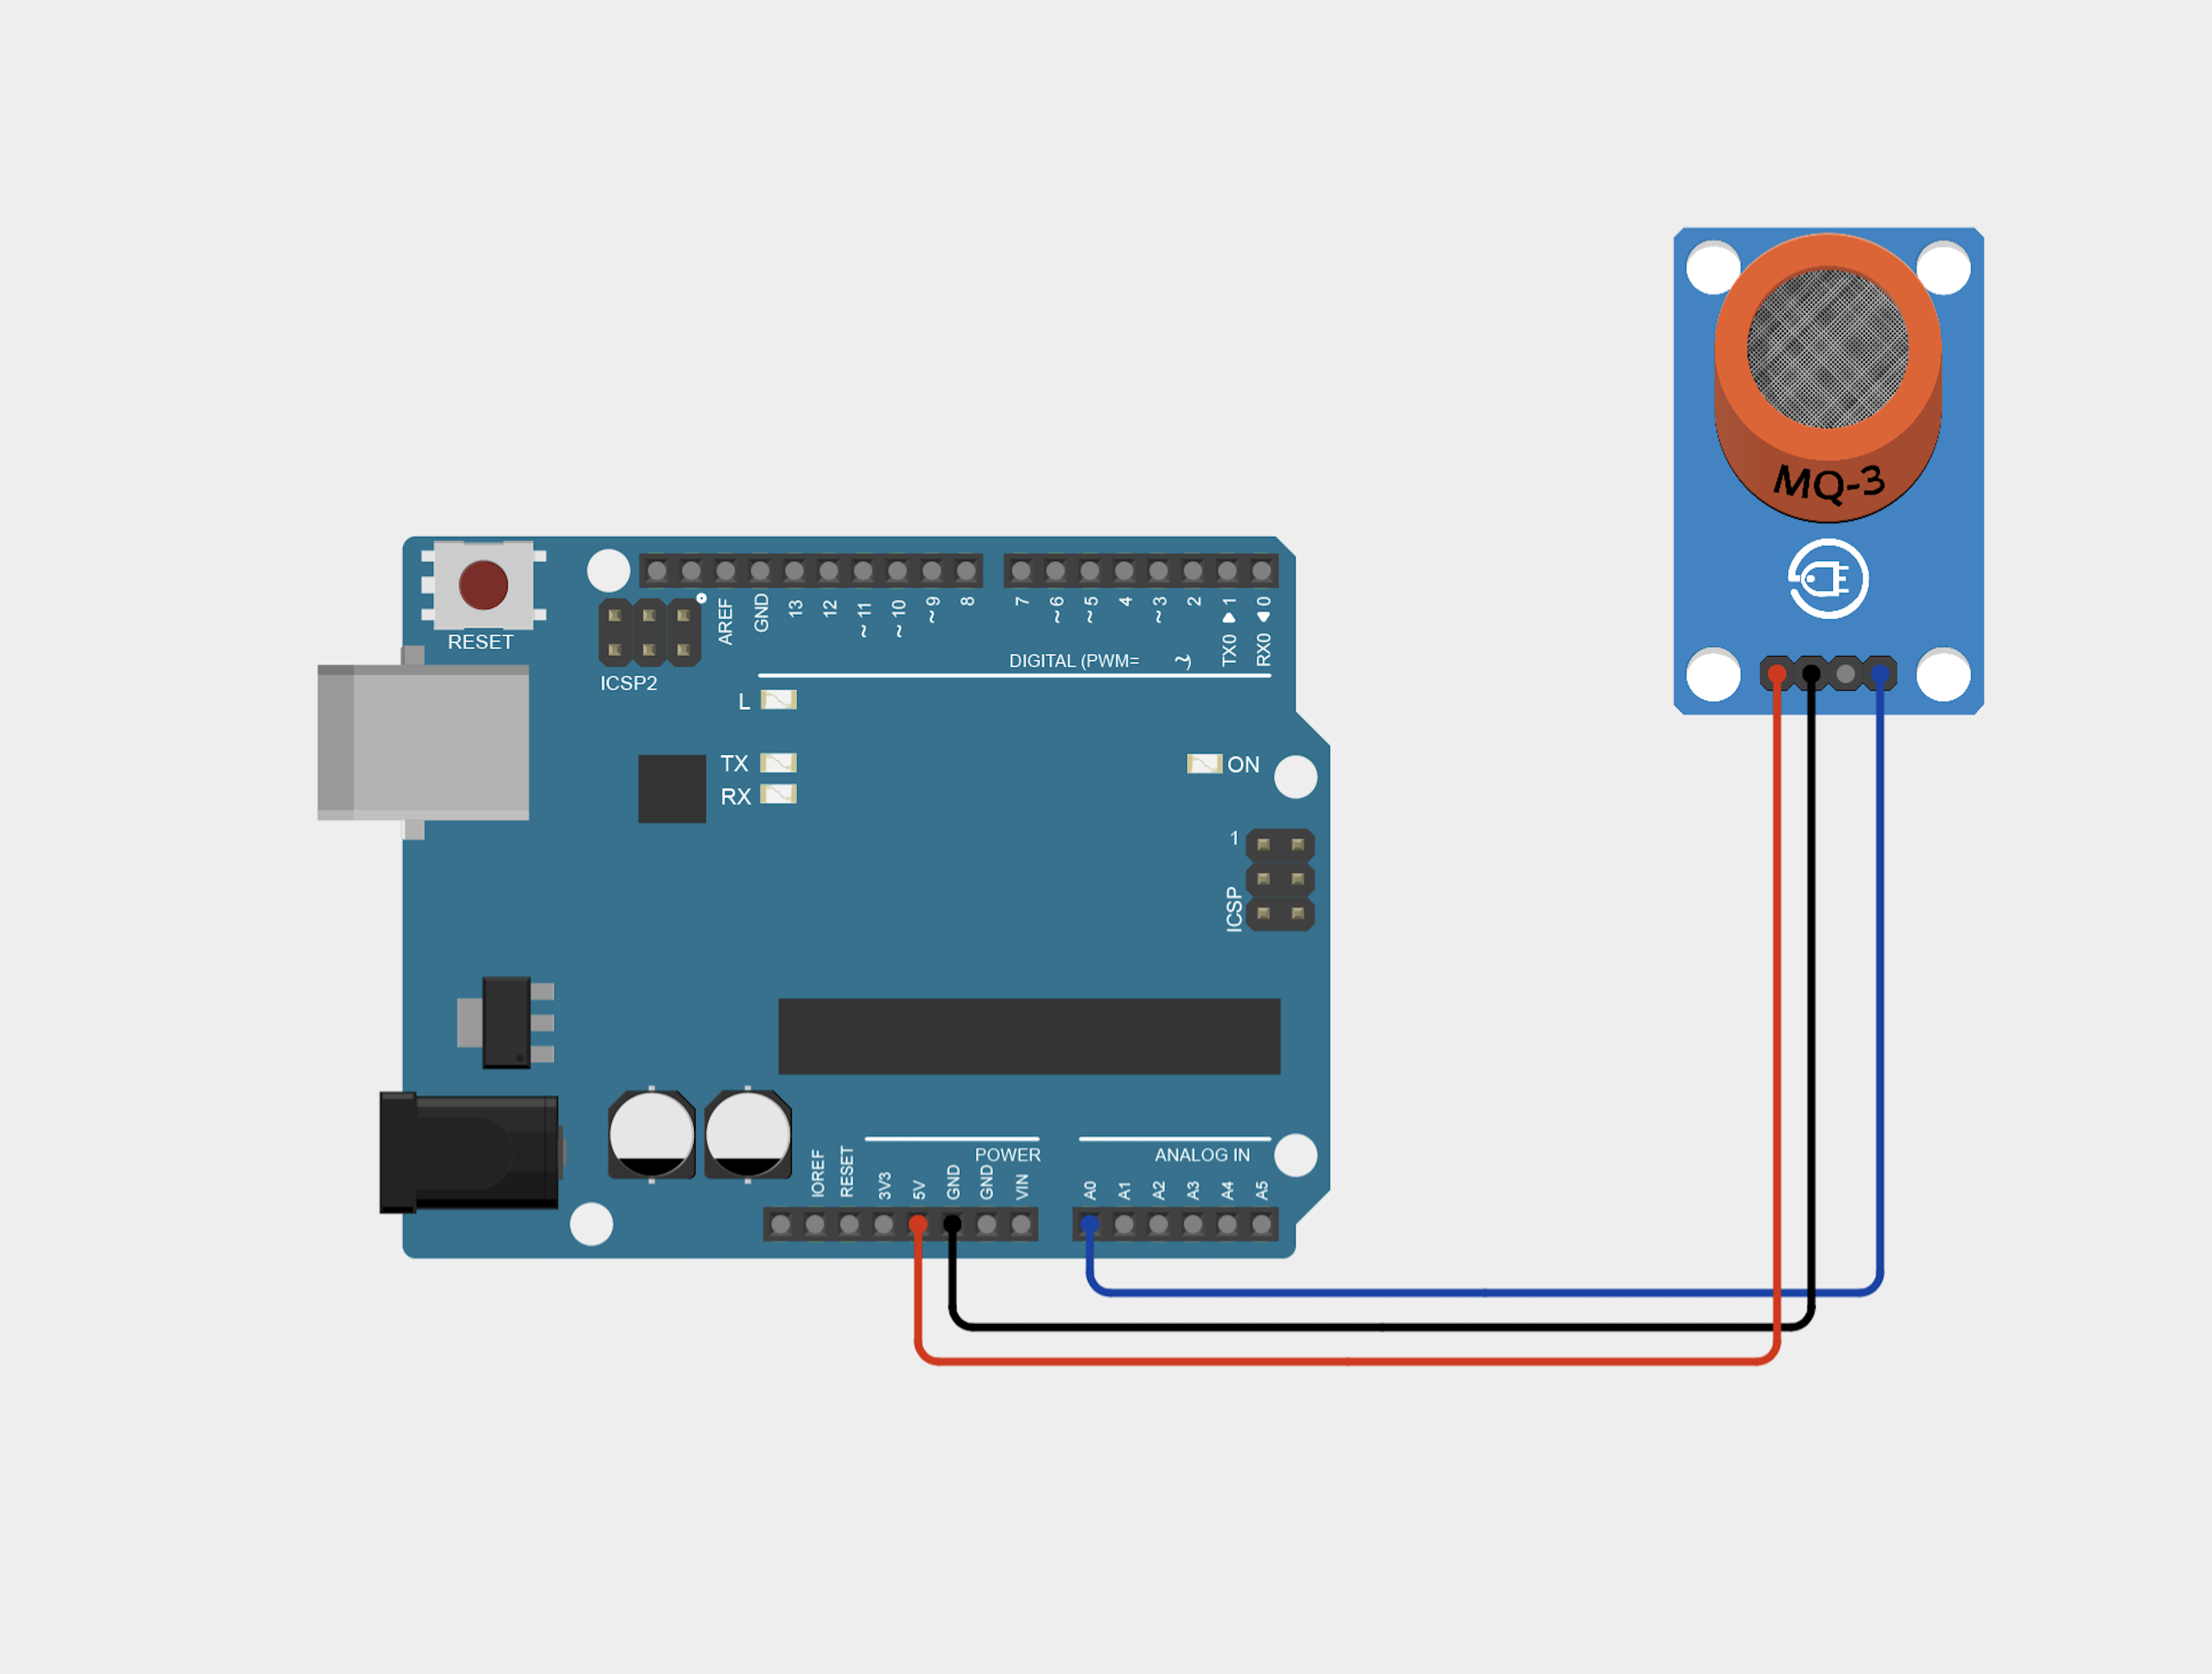 MQ-3
RESET
ICSP2
AREF
GND
13
12
~ 11
~ 10
~ 9
8
7
~ 6
~ 5
4
~ 3
2
TX0 ▶ 1
RX0 ◀ 0
DIGITAL (PWM= ~)
L
TX
RX
ON
1
ICSP
POWER
ANALOG IN
IOREF
RESET
3V3
5V
GND
GND
VIN
A0
A1
A2
A3
A4
A5